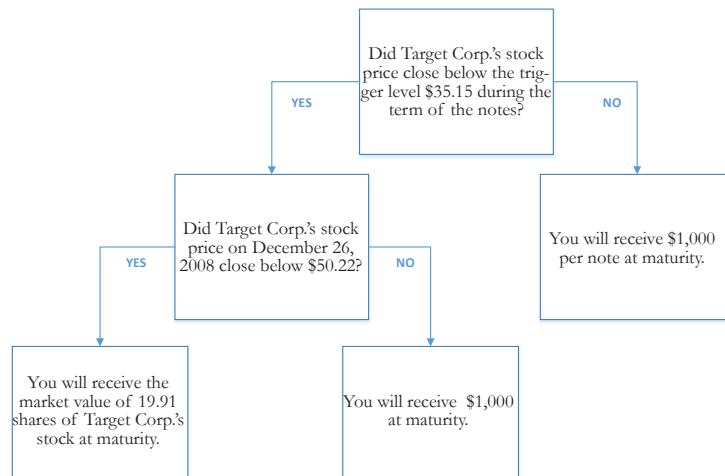 Did Target Corp.'s stock
price close below the trig-
ger level $35.15 during the
term of the notes?
YES
NO
Did Target Corp.'s stock
price on December 26,
2008 close below $50.22?
You will receive $1,000
per note at maturity.
YES
NO
You will receive the
market value of 19.91
shares of Target Corp.'s
stock at maturity.
You will receive $1,000
at maturity.